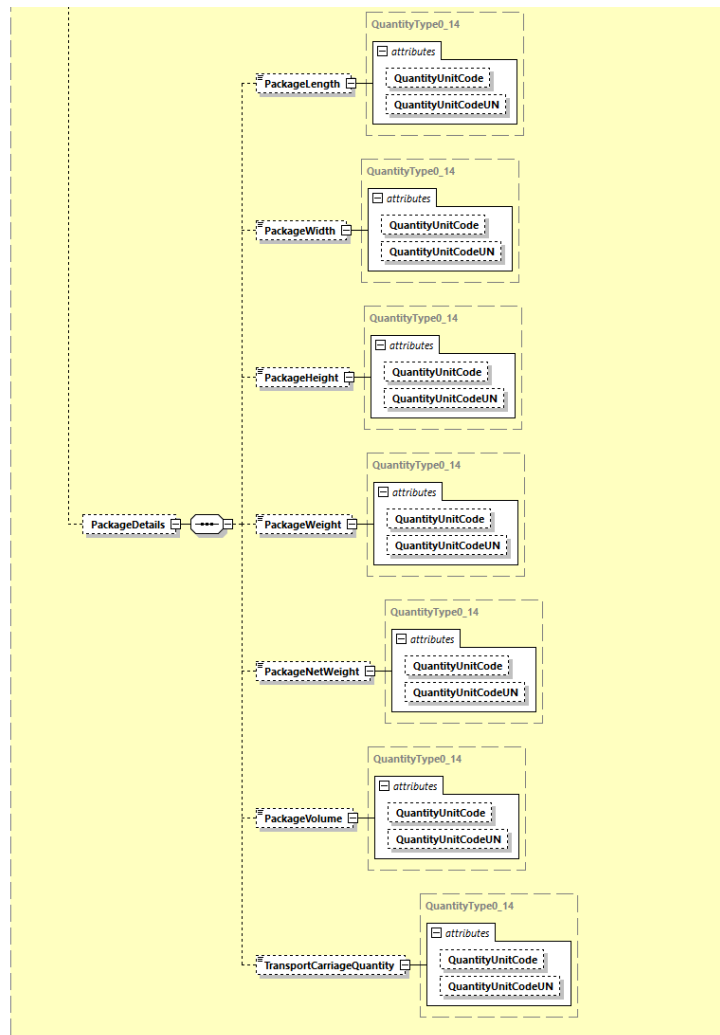 QuantityType0_14
attributes
QuantityUnitCode
PackageLength
QuantityUnitCodeUN
QuantityType0_14
attributes
QuantityUnitCode
PackageWidth
QuantityUnitCodeUN
QuantityType0_14
attributes
QuantityUnitCode
PackageHeight
QuantityUnitCodeUN
QuantityType0_14
attributes
QuantityUnitCode
PackageDetails
PackageWeight
QuantityUnitCodeUN
QuantityType0_14
attributes
QuantityUnitCode
PackageNetWeight
QuantityUnitCodeUN
QuantityType0_14
attributes
QuantityUnitCode
PackageVolume
QuantityUnitCodeUN
QuantityType0_14
attributes
QuantityUnitCode
TransportCarriageQuantity
QuantityUnitCodeUN